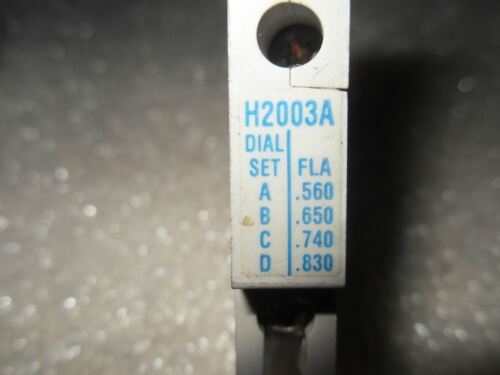 H2003A
DIAL
SET FLA
A .560
B .650
C .740
D .830